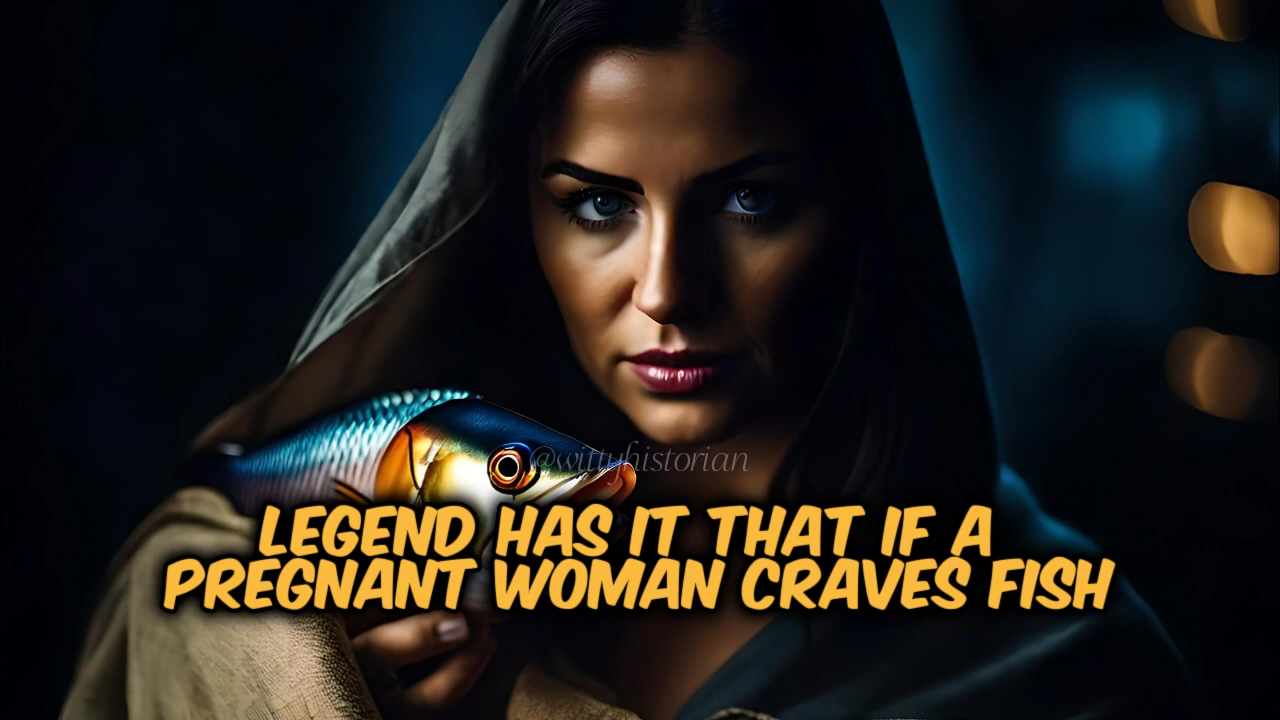 @wittyhistorian
LEGEND HAS IT THAT IF A
PREGNANT WOMAN CRAVES FISH